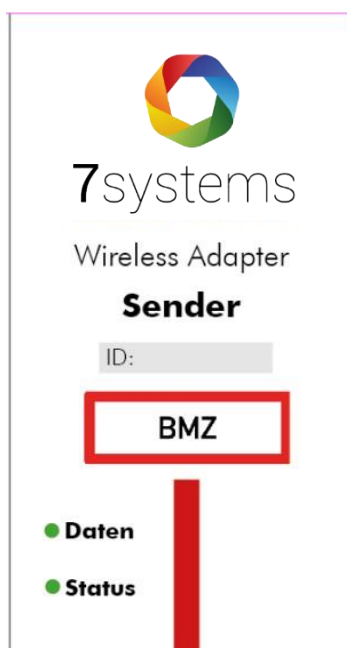 7systems
Wireless Adapter
Sender
ID:
BMZ
Daten
Status